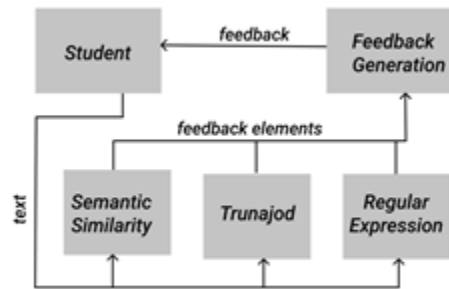 feedback
Student
Feedback
Generation
feedback elements
text
Semantic
Similarity
Trunajod
Regular
Expression